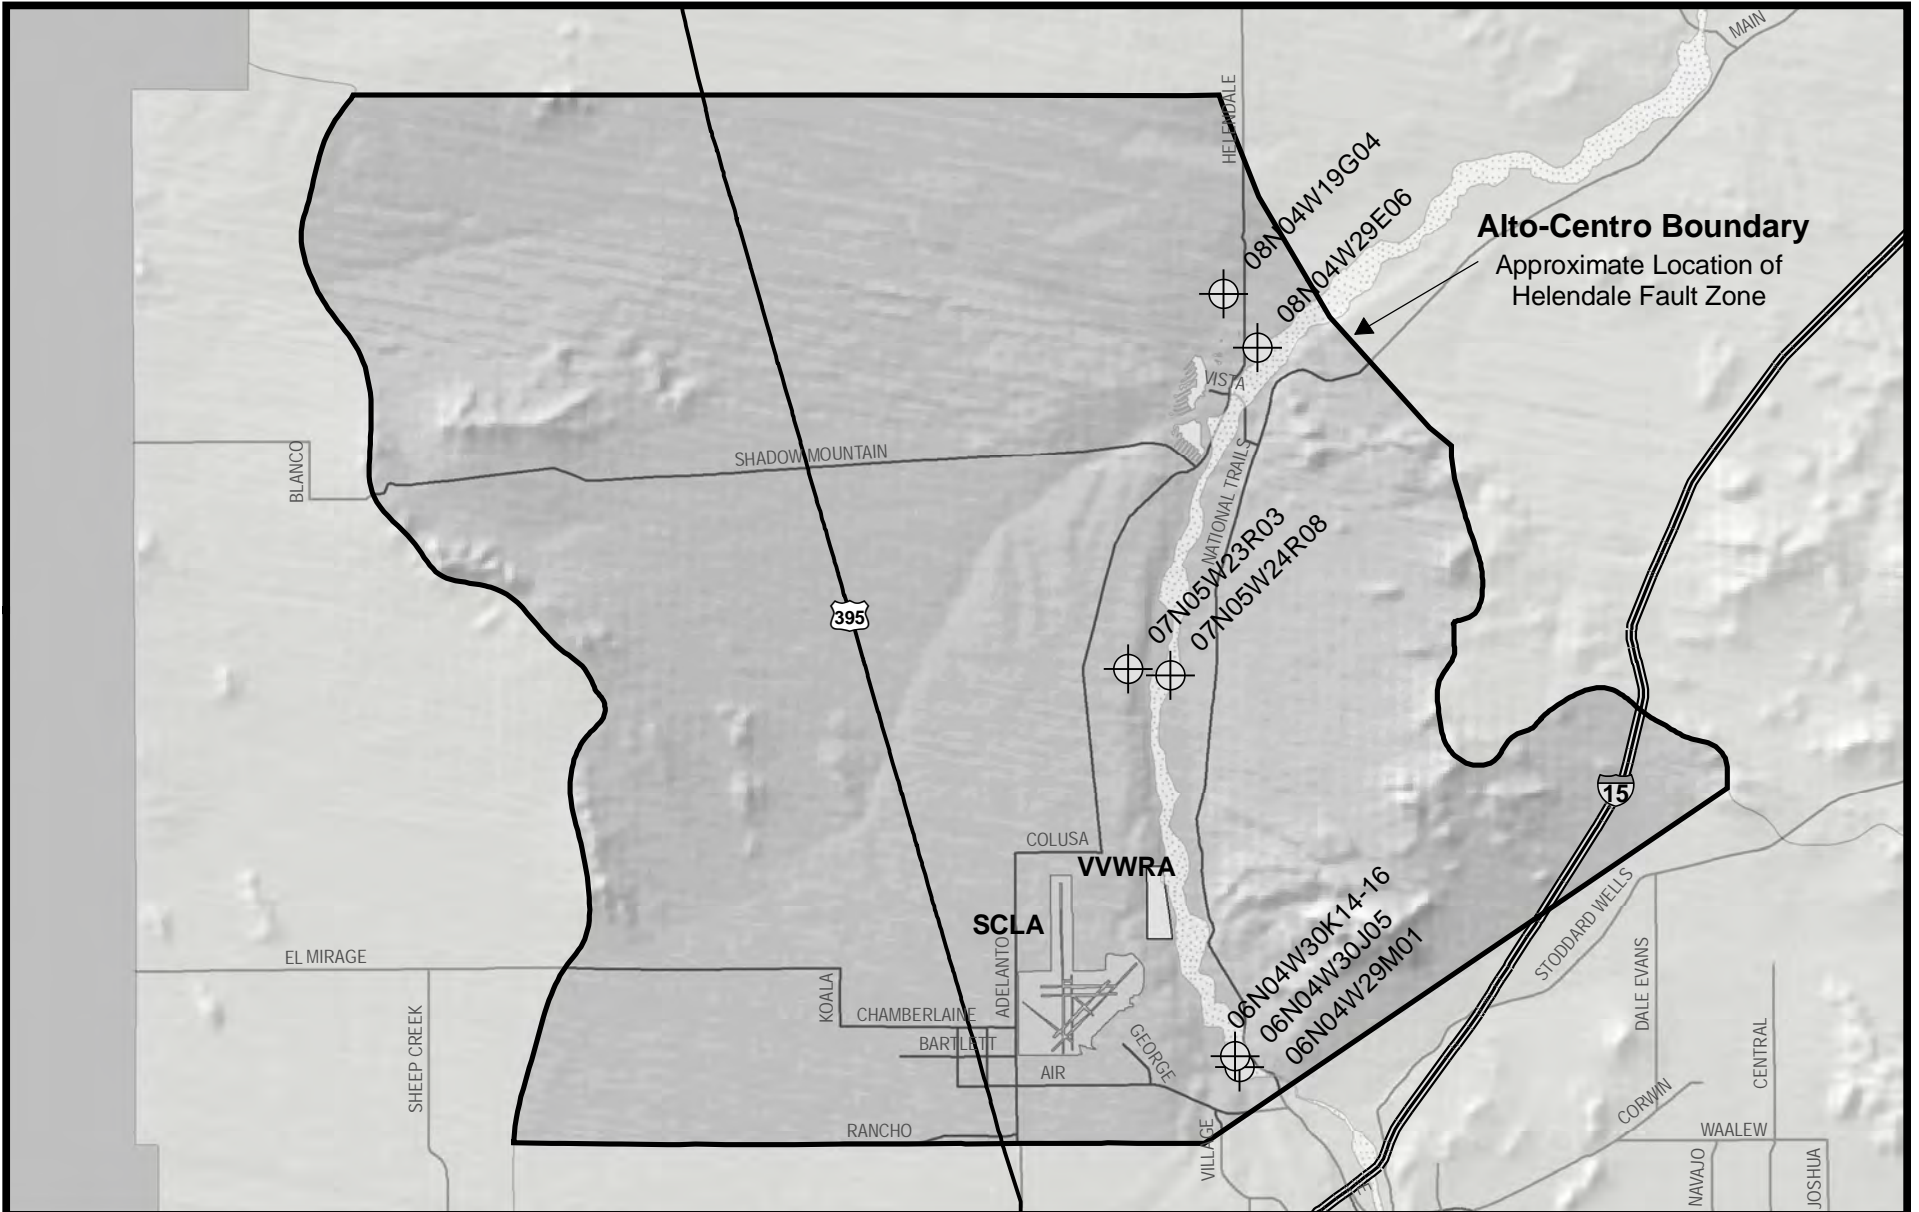 MAIN
HELENDALE
08N04W19G04
08N04W29E06
Alto-Centro Boundary
Approximate Location of
Helendale Fault Zone
VISTA
SHADOW MOUNTAIN
BLANCO
NATIONAL TRAILS
07N05W23R03
07N05W24R08
395
15
COLUSA
VVWRA
SCLA
06N04W30K14-16
06N04W30J05
06N04W29M01
STODDARD WELLS
EL MIRAGE
KOALA
ADELANTO
DALE EVANS
SHEEP CREEK
CHAMBERLAINE
BARTLETT
GEORGE
AIR
CENTRAL
CORWIN
RANCHO
VILLAGE
WAALEW
NAVAJO
JOSHUA